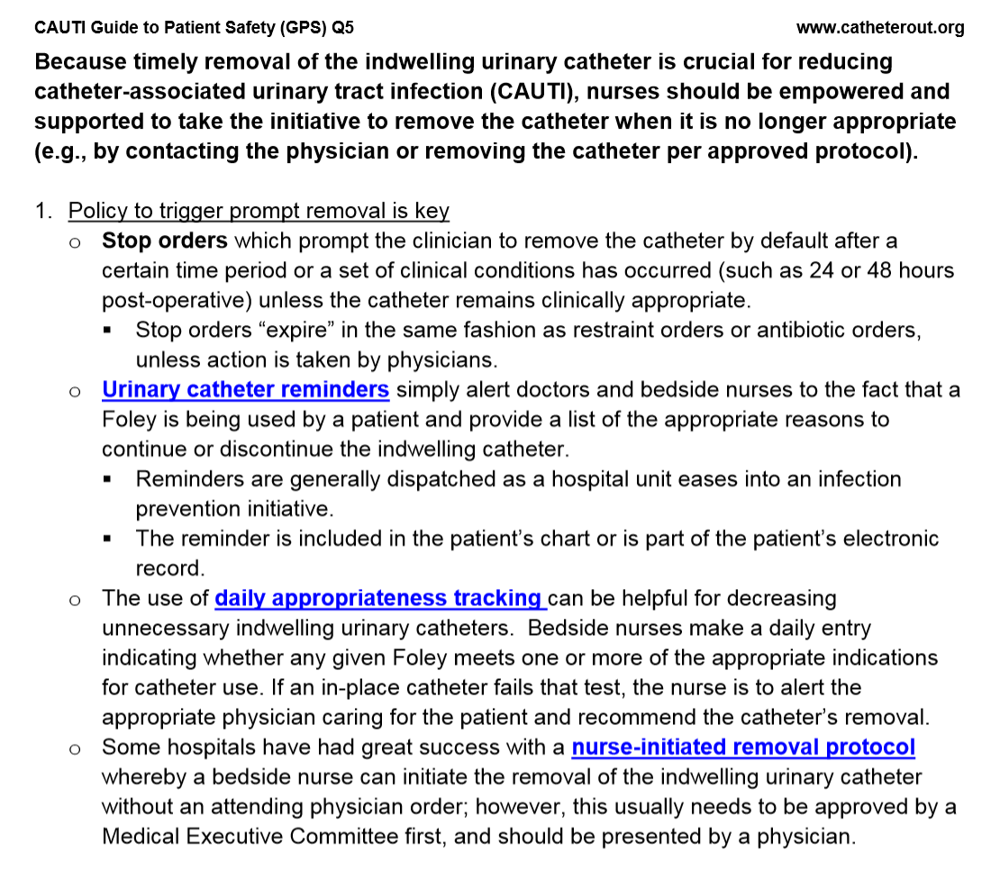 CAUTI Guide to Patient Safety (GPS) Q5 www.catheterout.org
Because timely removal of the indwelling urinary catheter is crucial for reducing
catheter-associated urinary tract infection (CAUTI), nurses should be empowered and
supported to take the initiative to remove the catheter when it is no longer appropriate
(e.g., by contacting the physician or removing the catheter per approved protocol).
1. Policy to trigger prompt removal is key
o Stop orders which prompt the clinician to remove the catheter by default after a
certain time period or a set of clinical conditions has occurred (such as 24 or 48 hours
post-operative) unless the catheter remains clinically appropriate.
▪ Stop orders “expire” in the same fashion as restraint orders or antibiotic orders,
unless action is taken by physicians.
o Urinary catheter reminders simply alert doctors and bedside nurses to the fact that a
Foley is being used by a patient and provide a list of the appropriate reasons to
continue or discontinue the indwelling catheter.
▪ Reminders are generally dispatched as a hospital unit eases into an infection
prevention initiative.
▪ The reminder is included in the patient’s chart or is part of the patient’s electronic
record.
o The use of daily appropriateness tracking can be helpful for decreasing
unnecessary indwelling urinary catheters. Bedside nurses make a daily entry
indicating whether any given Foley meets one or more of the appropriate indications
for catheter use. If an in-place catheter fails that test, the nurse is to alert the
appropriate physician caring for the patient and recommend the catheter’s removal.
o Some hospitals have had great success with a nurse-initiated removal protocol
whereby a bedside nurse can initiate the removal of the indwelling urinary catheter
without an attending physician order; however, this usually needs to be approved by a
Medical Executive Committee first, and should be presented by a physician.